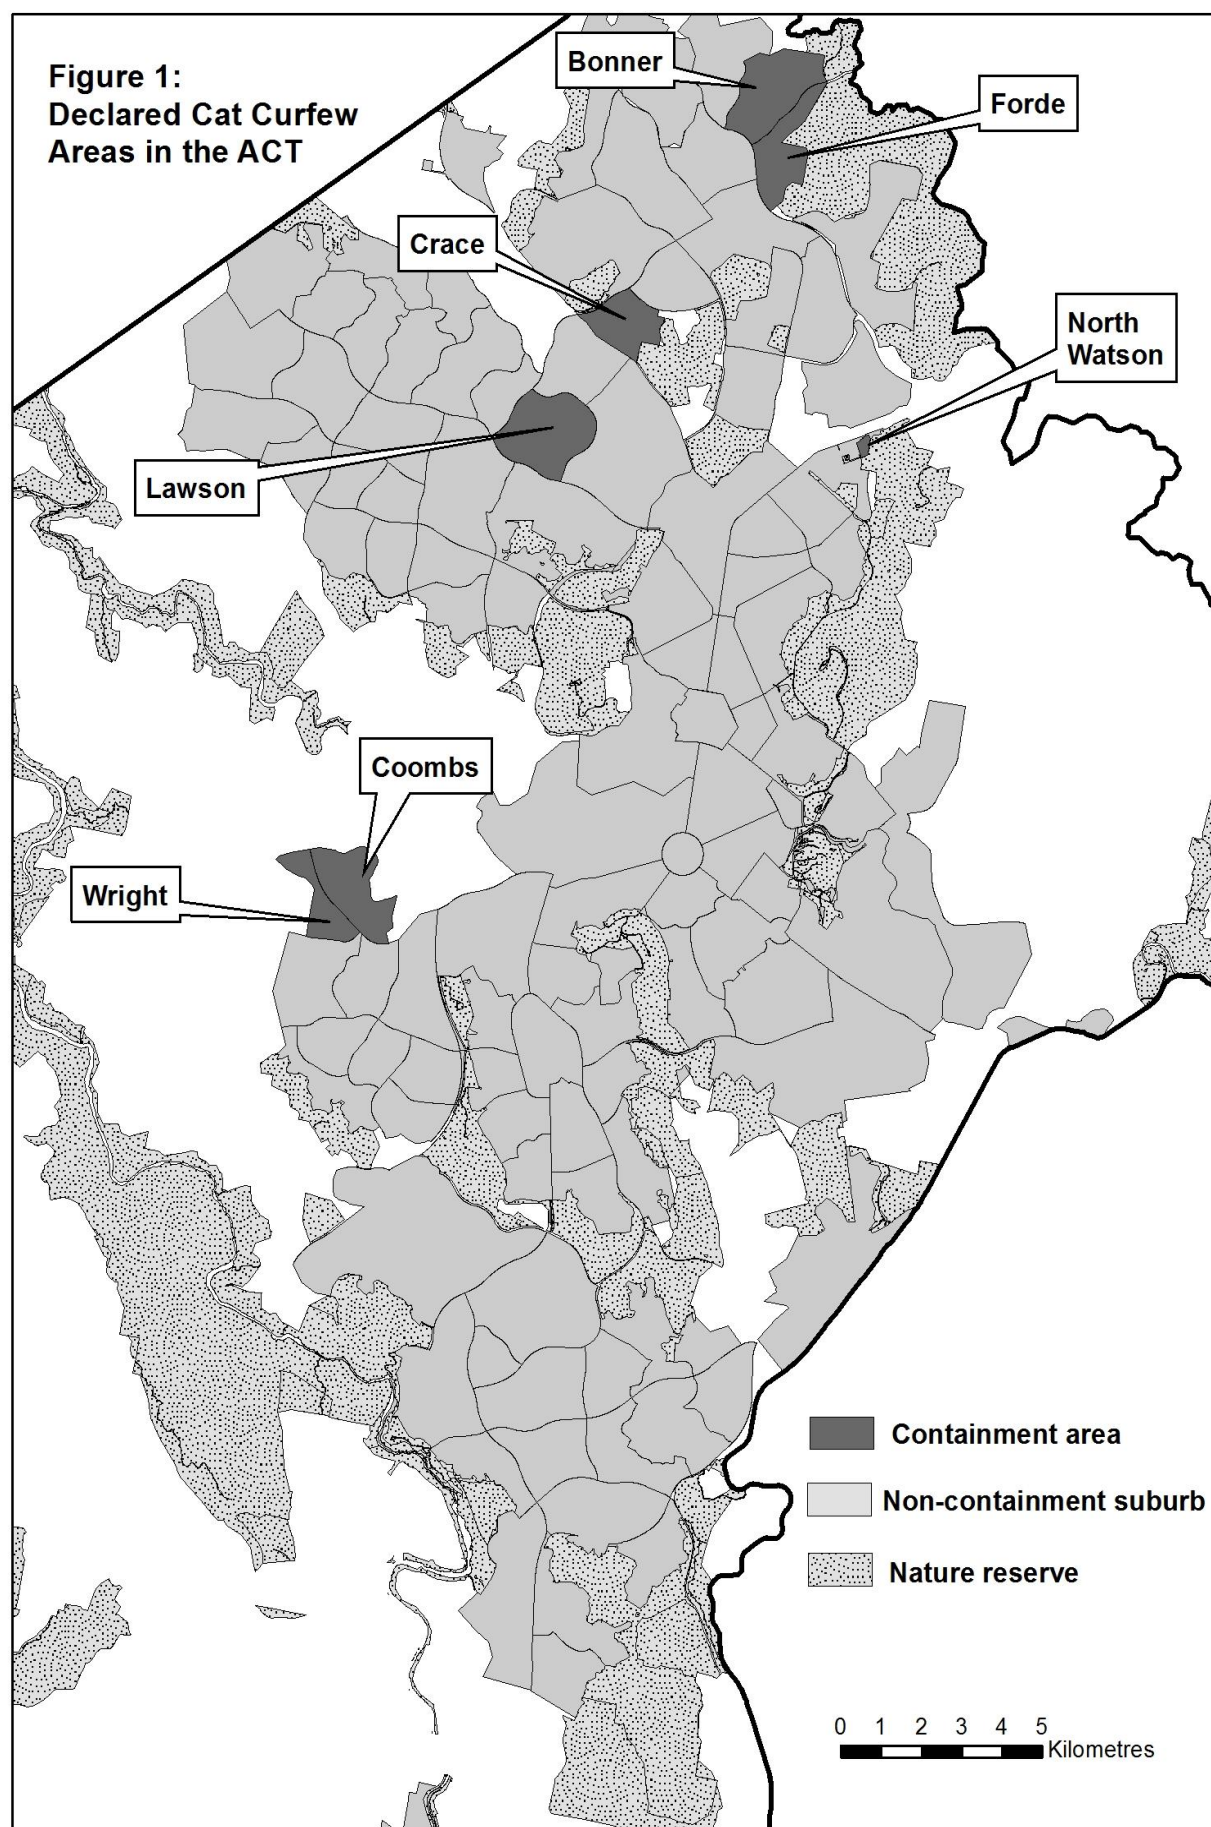 Figure 1:
Declared Cat Curfew
Areas in the ACT
Bonner
Forde
Crace
North
Watson
Lawson
Coombs
Wright
Containment area
Non-containment suburb
Nature reserve
0 1 2 3 4 5
Kilometres